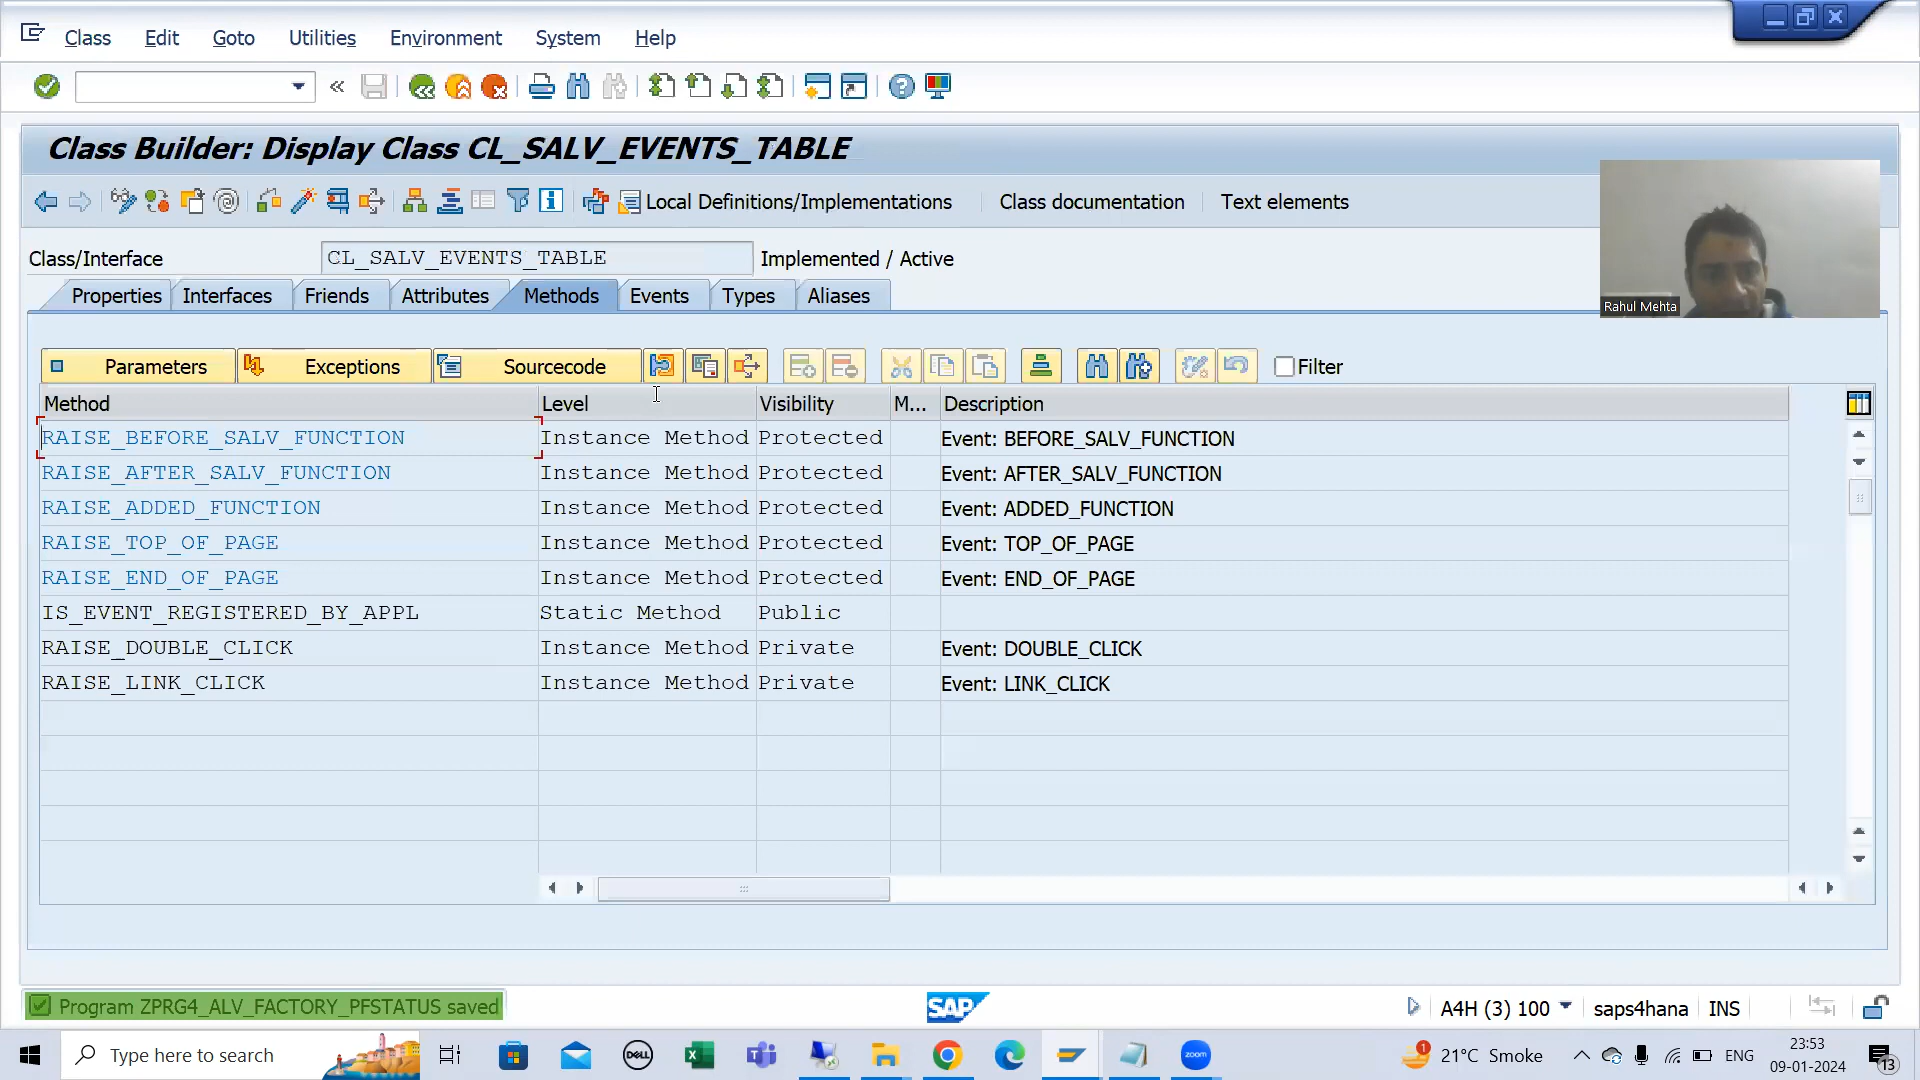 Class Edit Goto Utilities Environment System Help
Class Builder: Display Class CL_SALV_EVENTS_TABLE
Local Definitions/Implementations Class documentation Text elements
Class/Interface CL_SALV_EVENTS_TABLE Implemented / Active
Rahul Mehta
Properties Interfaces Friends Attributes Methods Events Types Aliases
Parameters Exceptions Sourcecode Filter
Method Level Visibility M... Description
RAISE_BEFORE_SALV_FUNCTION Instance Method Protected Event: BEFORE_SALV_FUNCTION
RAISE_AFTER_SALV_FUNCTION Instance Method Protected Event: AFTER_SALV_FUNCTION
RAISE_ADDED_FUNCTION Instance Method Protected Event: ADDED_FUNCTION
RAISE_TOP_OF_PAGE Instance Method Protected Event: TOP_OF_PAGE
RAISE_END_OF_PAGE Instance Method Protected Event: END_OF_PAGE
IS_EVENT_REGISTERED_BY_APPL Static Method Public
RAISE_DOUBLE_CLICK Instance Method Private Event: DOUBLE_CLICK
RAISE_LINK_CLICK Instance Method Private Event: LINK_CLICK
Program ZPRG4_ALV_FACTORY_PFSTATUS saved SAP A4H (3) 100 saps4hana INS
Type here to search DELL zoom 1 21°C Smoke ENG 23:53
09-01-2024 13